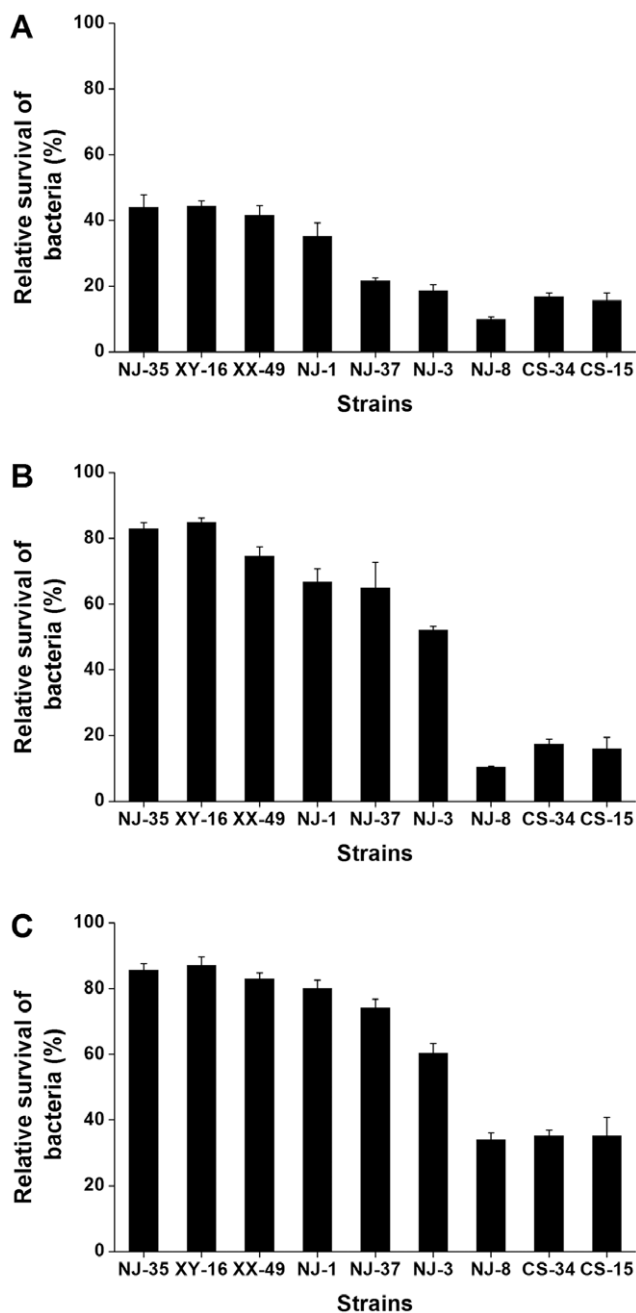 A
Relative survival of
bacteria (%)
100
80
60
40
20
0
NJ-35 XY-16 XX-49 NJ-1 NJ-37 NJ-3 NJ-8 CS-34 CS-15
Strains
B
Relative survival of
bacteria (%)
100
80
60
40
20
0
NJ-35 XY-16 XX-49 NJ-1 NJ-37 NJ-3 NJ-8 CS-34 CS-15
Strains
C
Relative survival of
bacteria (%)
100
80
60
40
20
0
NJ-35 XY-16 XX-49 NJ-1 NJ-37 NJ-3 NJ-8 CS-34 CS-15
Strains